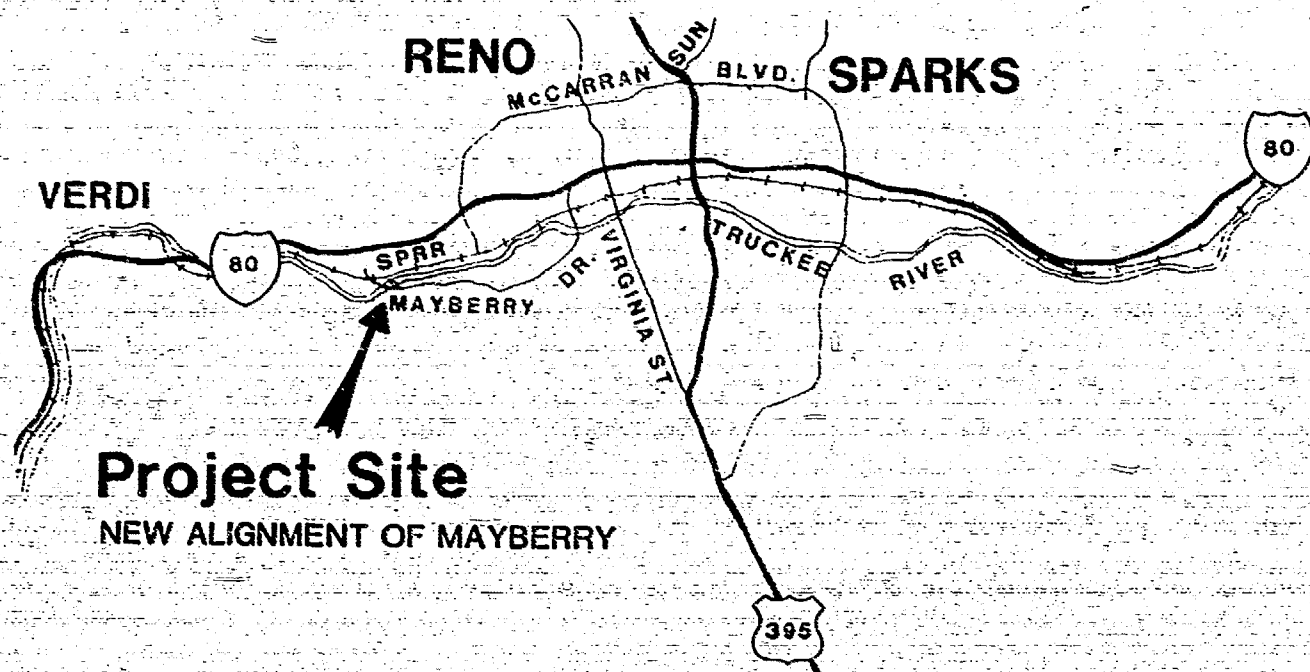 RENO
SUN
McCARRAN BLVD.
SPARKS
80
VERDI
80
SPRR
MAYBERRY DR.
VIRGINIA ST.
TRUCKEE RIVER
Project Site
NEW ALIGNMENT OF MAYBERRY
395